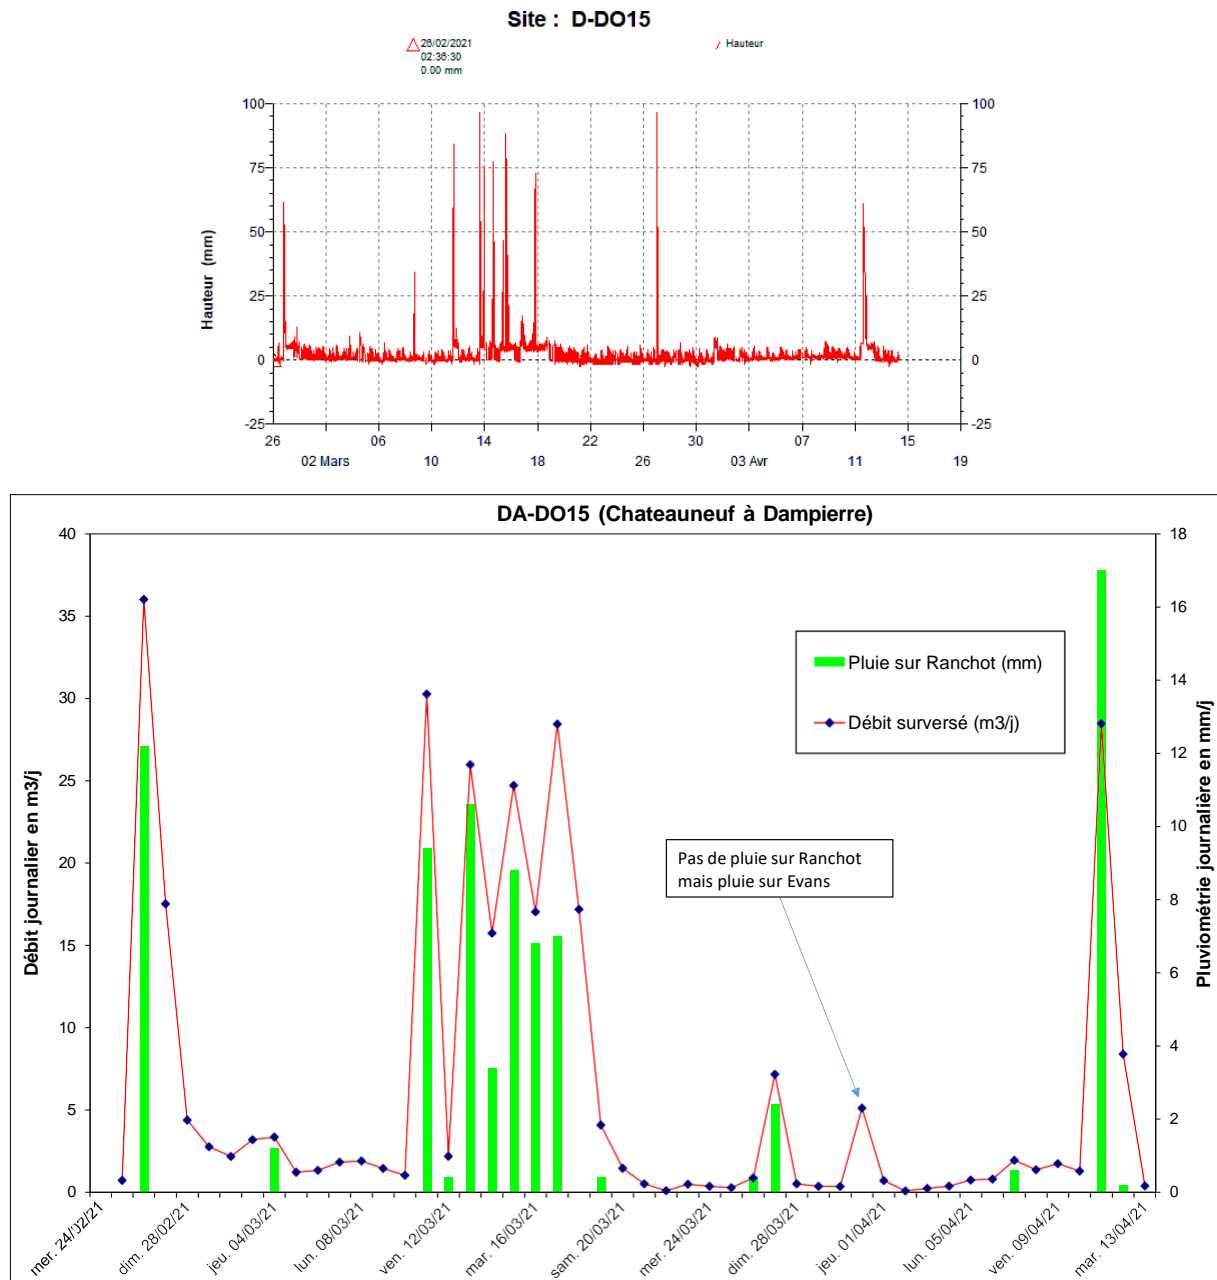 Site : D-DO15
26/02/2021
02:36:30
0.00 mm
Hauteur
100
75
50
25
0
-25
Hauteur (mm)
100
75
50
25
0
-25
26
06
14
22
30
07
15
02 Mars
10
18
26
03 Avr
11
19
DA-DO15 (Chateauneuf à Dampierre)
40
35
30
25
20
15
10
5
0
Débit journalier en m3/j
18
16
14
12
10
8
6
4
2
0
Pluviométrie journalière en mm/j
Pluie sur Ranchot (mm)
Débit surversé (m3/j)
Pas de pluie sur Ranchot
mais pluie sur Evans
mer. 24/02/21
dim. 28/02/21
jeu. 04/03/21
lun. 08/03/21
ven. 12/03/21
mar. 16/03/21
sam. 20/03/21
mer. 24/03/21
dim. 28/03/21
jeu. 01/04/21
lun. 05/04/21
ven. 09/04/21
mar. 13/04/21